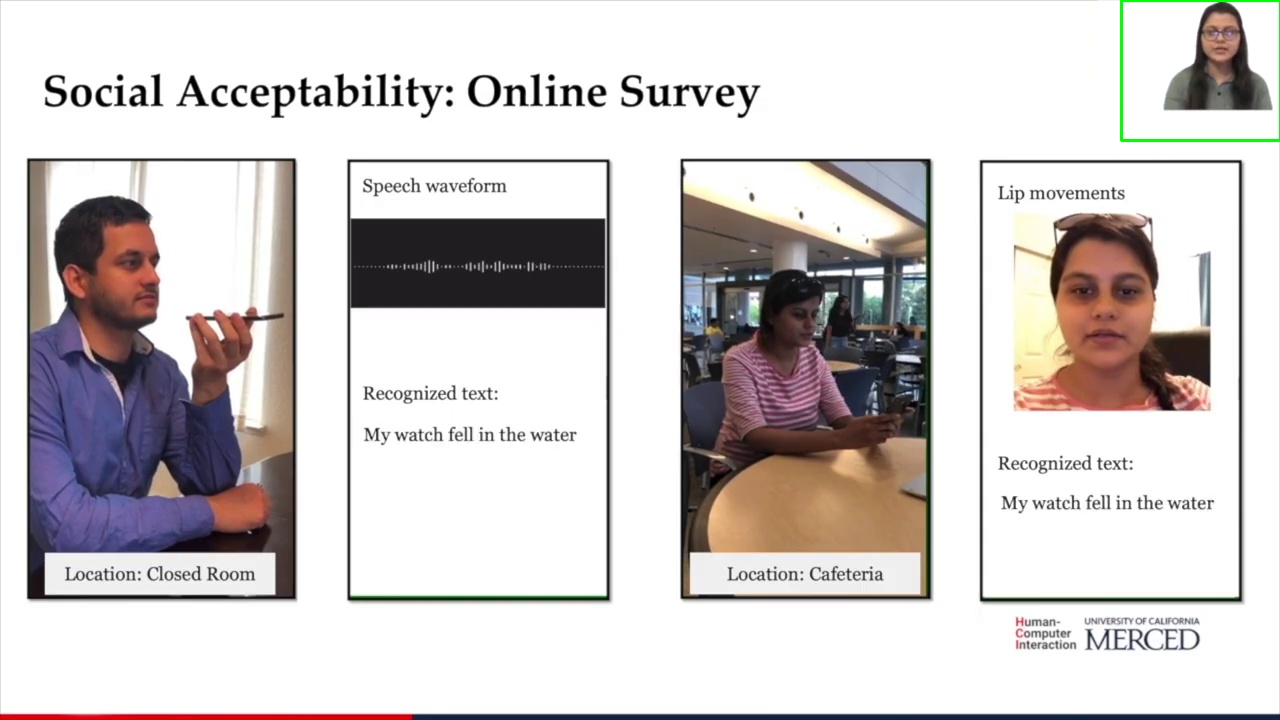 Social Acceptability: Online Survey
Location: Closed Room
Speech waveform
Recognized text:
My watch fell in the water
Location: Cafeteria
Lip movements
Recognized text:
My watch fell in the water
Human-
Computer
Interaction
UNIVERSITY OF CALIFORNIA
MERCED